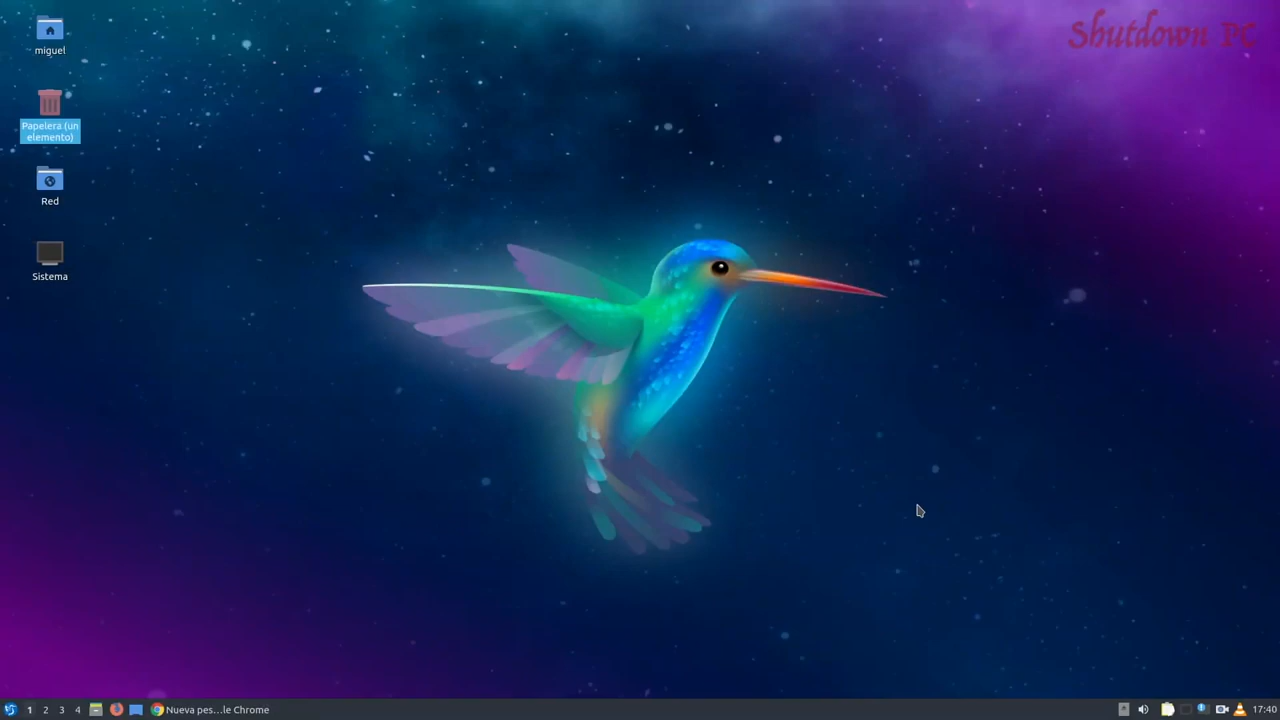 Shutdown PC
miguel
Papelera (un
elemento)
Red
Sistema
1 2 3 4 Nueva pes...le Chrome 17:40